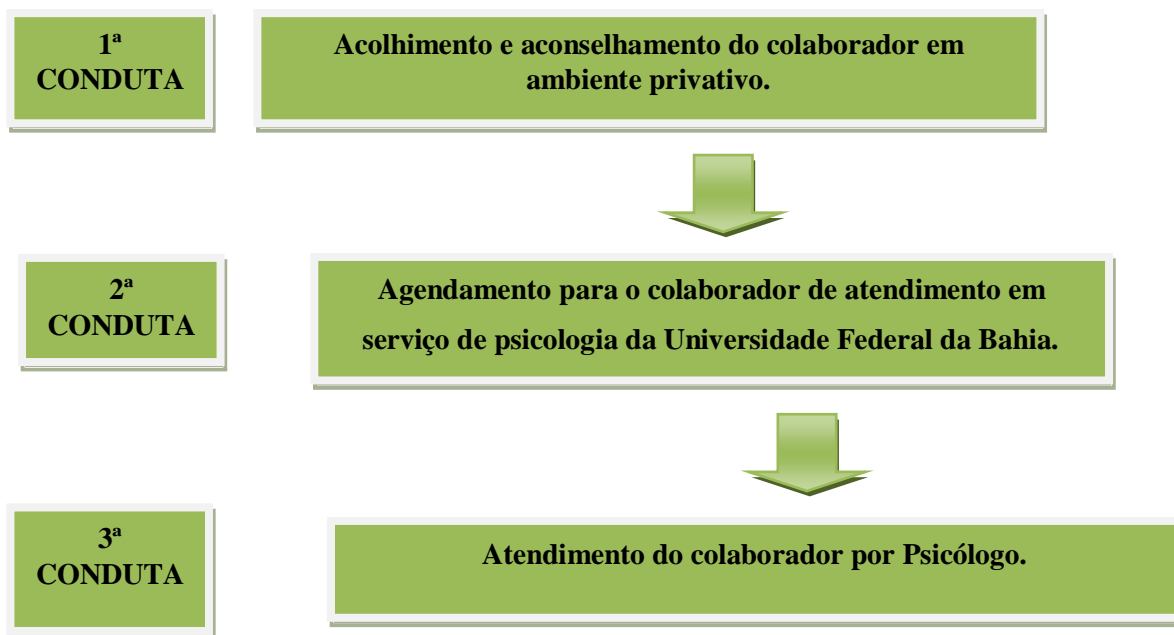 1ª
CONDUTA
Acolhimento e aconselhamento do colaborador em
ambiente privativo.
2ª
CONDUTA
Agendamento para o colaborador de atendimento em
serviço de psicologia da Universidade Federal da Bahia.
3ª
CONDUTA
Atendimento do colaborador por Psicólogo.